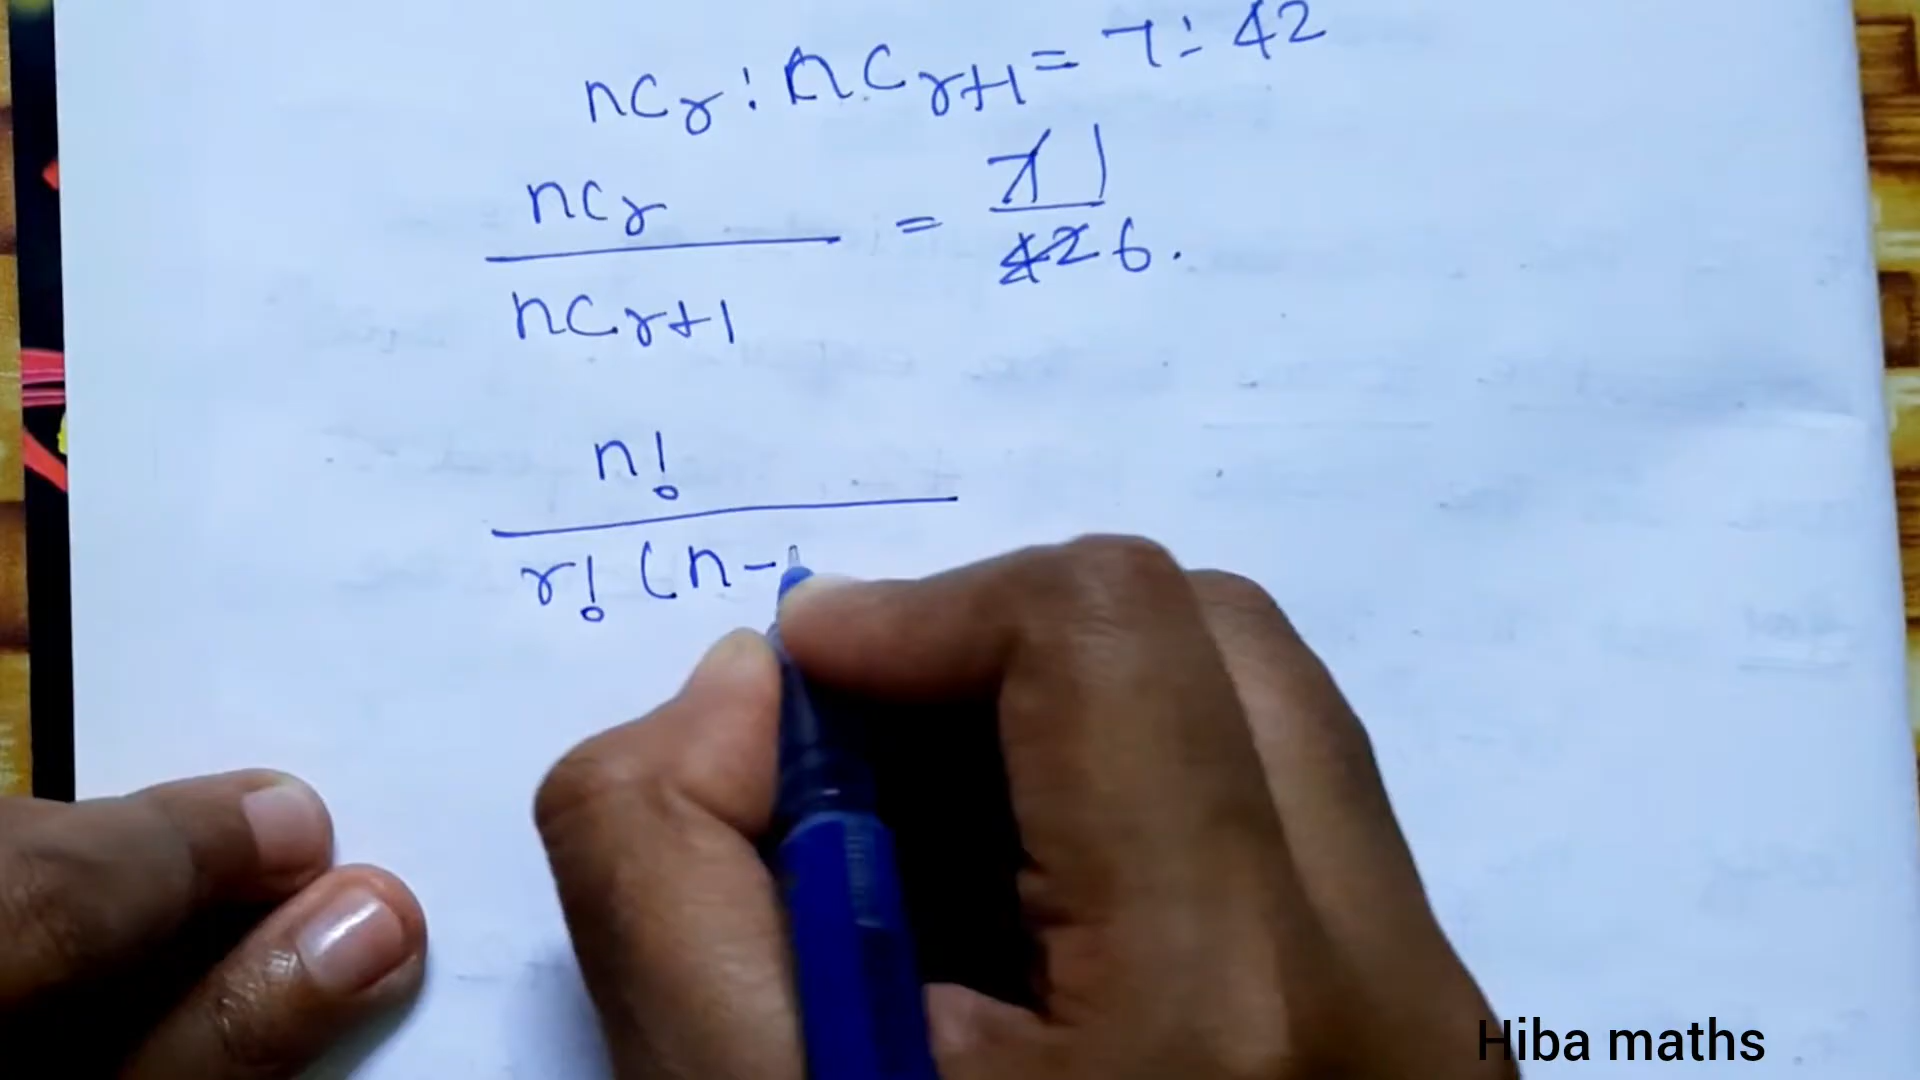 nCr : nCr+1 = 7 : 42
nCr / nCr+1 = 7 1 / 42 6.
n!
r! (n -
Hiba maths